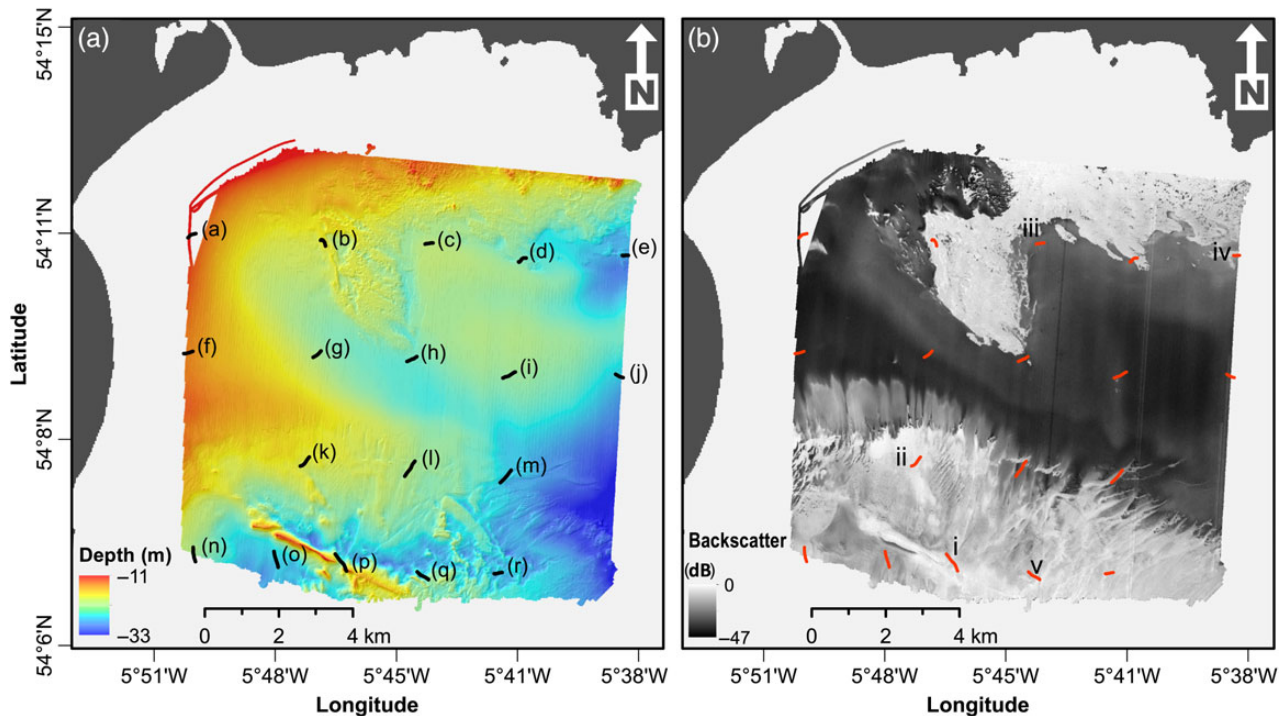 (a)
N
54°15'N
54°11'N
54°8'N
54°6'N
Latitude
(a)
(b)
(c)
(d)
(e)
(f)
(g)
(h)
(i)
(j)
(k)
(l)
(m)
(n)
(o)
(p)
(q)
(r)
Depth (m)
−11
−33
0 2 4 km
5°51'W 5°48'W 5°44'W 5°41'W 5°38'W
Longitude
(b)
N
iii
iv
ii
i
v
Backscatter
(dB)
0
−47
0 2 4 km
5°51'W 5°48'W 5°44'W 5°41'W 5°38'W
Longitude